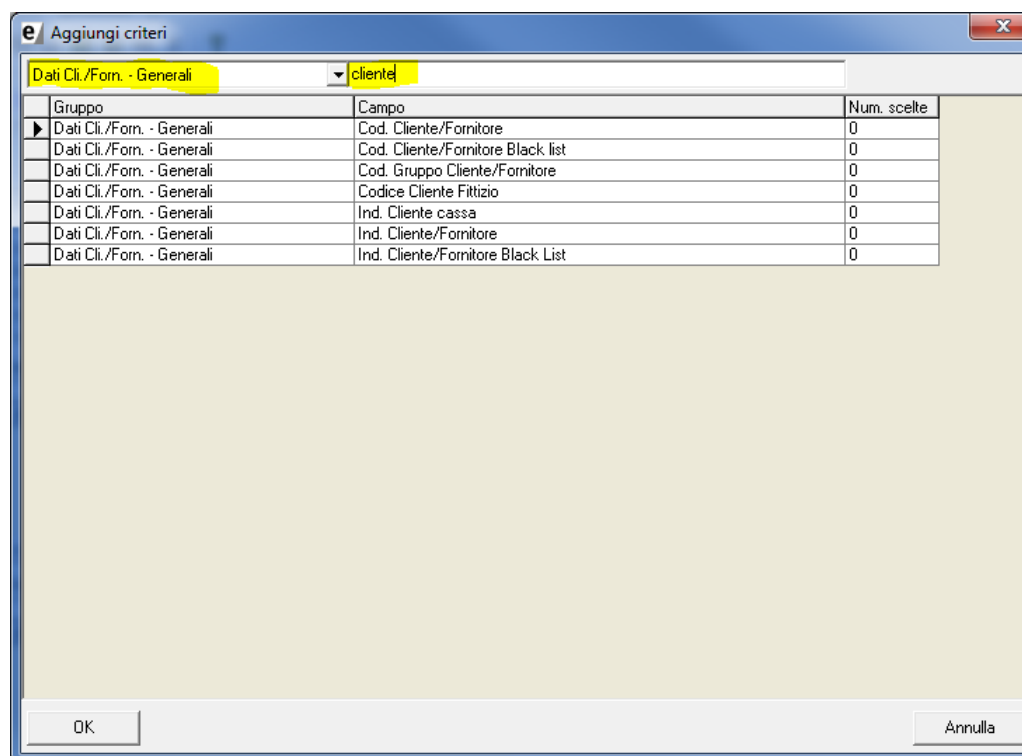 e/ Aggiungi criteri
Dati Cli./Forn. - Generali cliente
Gruppo Campo Num. scelte
Dati Cli./Forn. - Generali Cod. Cliente/Fornitore 0
Dati Cli./Forn. - Generali Cod. Cliente/Fornitore Black list 0
Dati Cli./Forn. - Generali Cod. Gruppo Cliente/Fornitore 0
Dati Cli./Forn. - Generali Codice Cliente Fittizio 0
Dati Cli./Forn. - Generali Ind. Cliente cassa 0
Dati Cli./Forn. - Generali Ind. Cliente/Fornitore 0
Dati Cli./Forn. - Generali Ind. Cliente/Fornitore Black List 0
OK Annulla